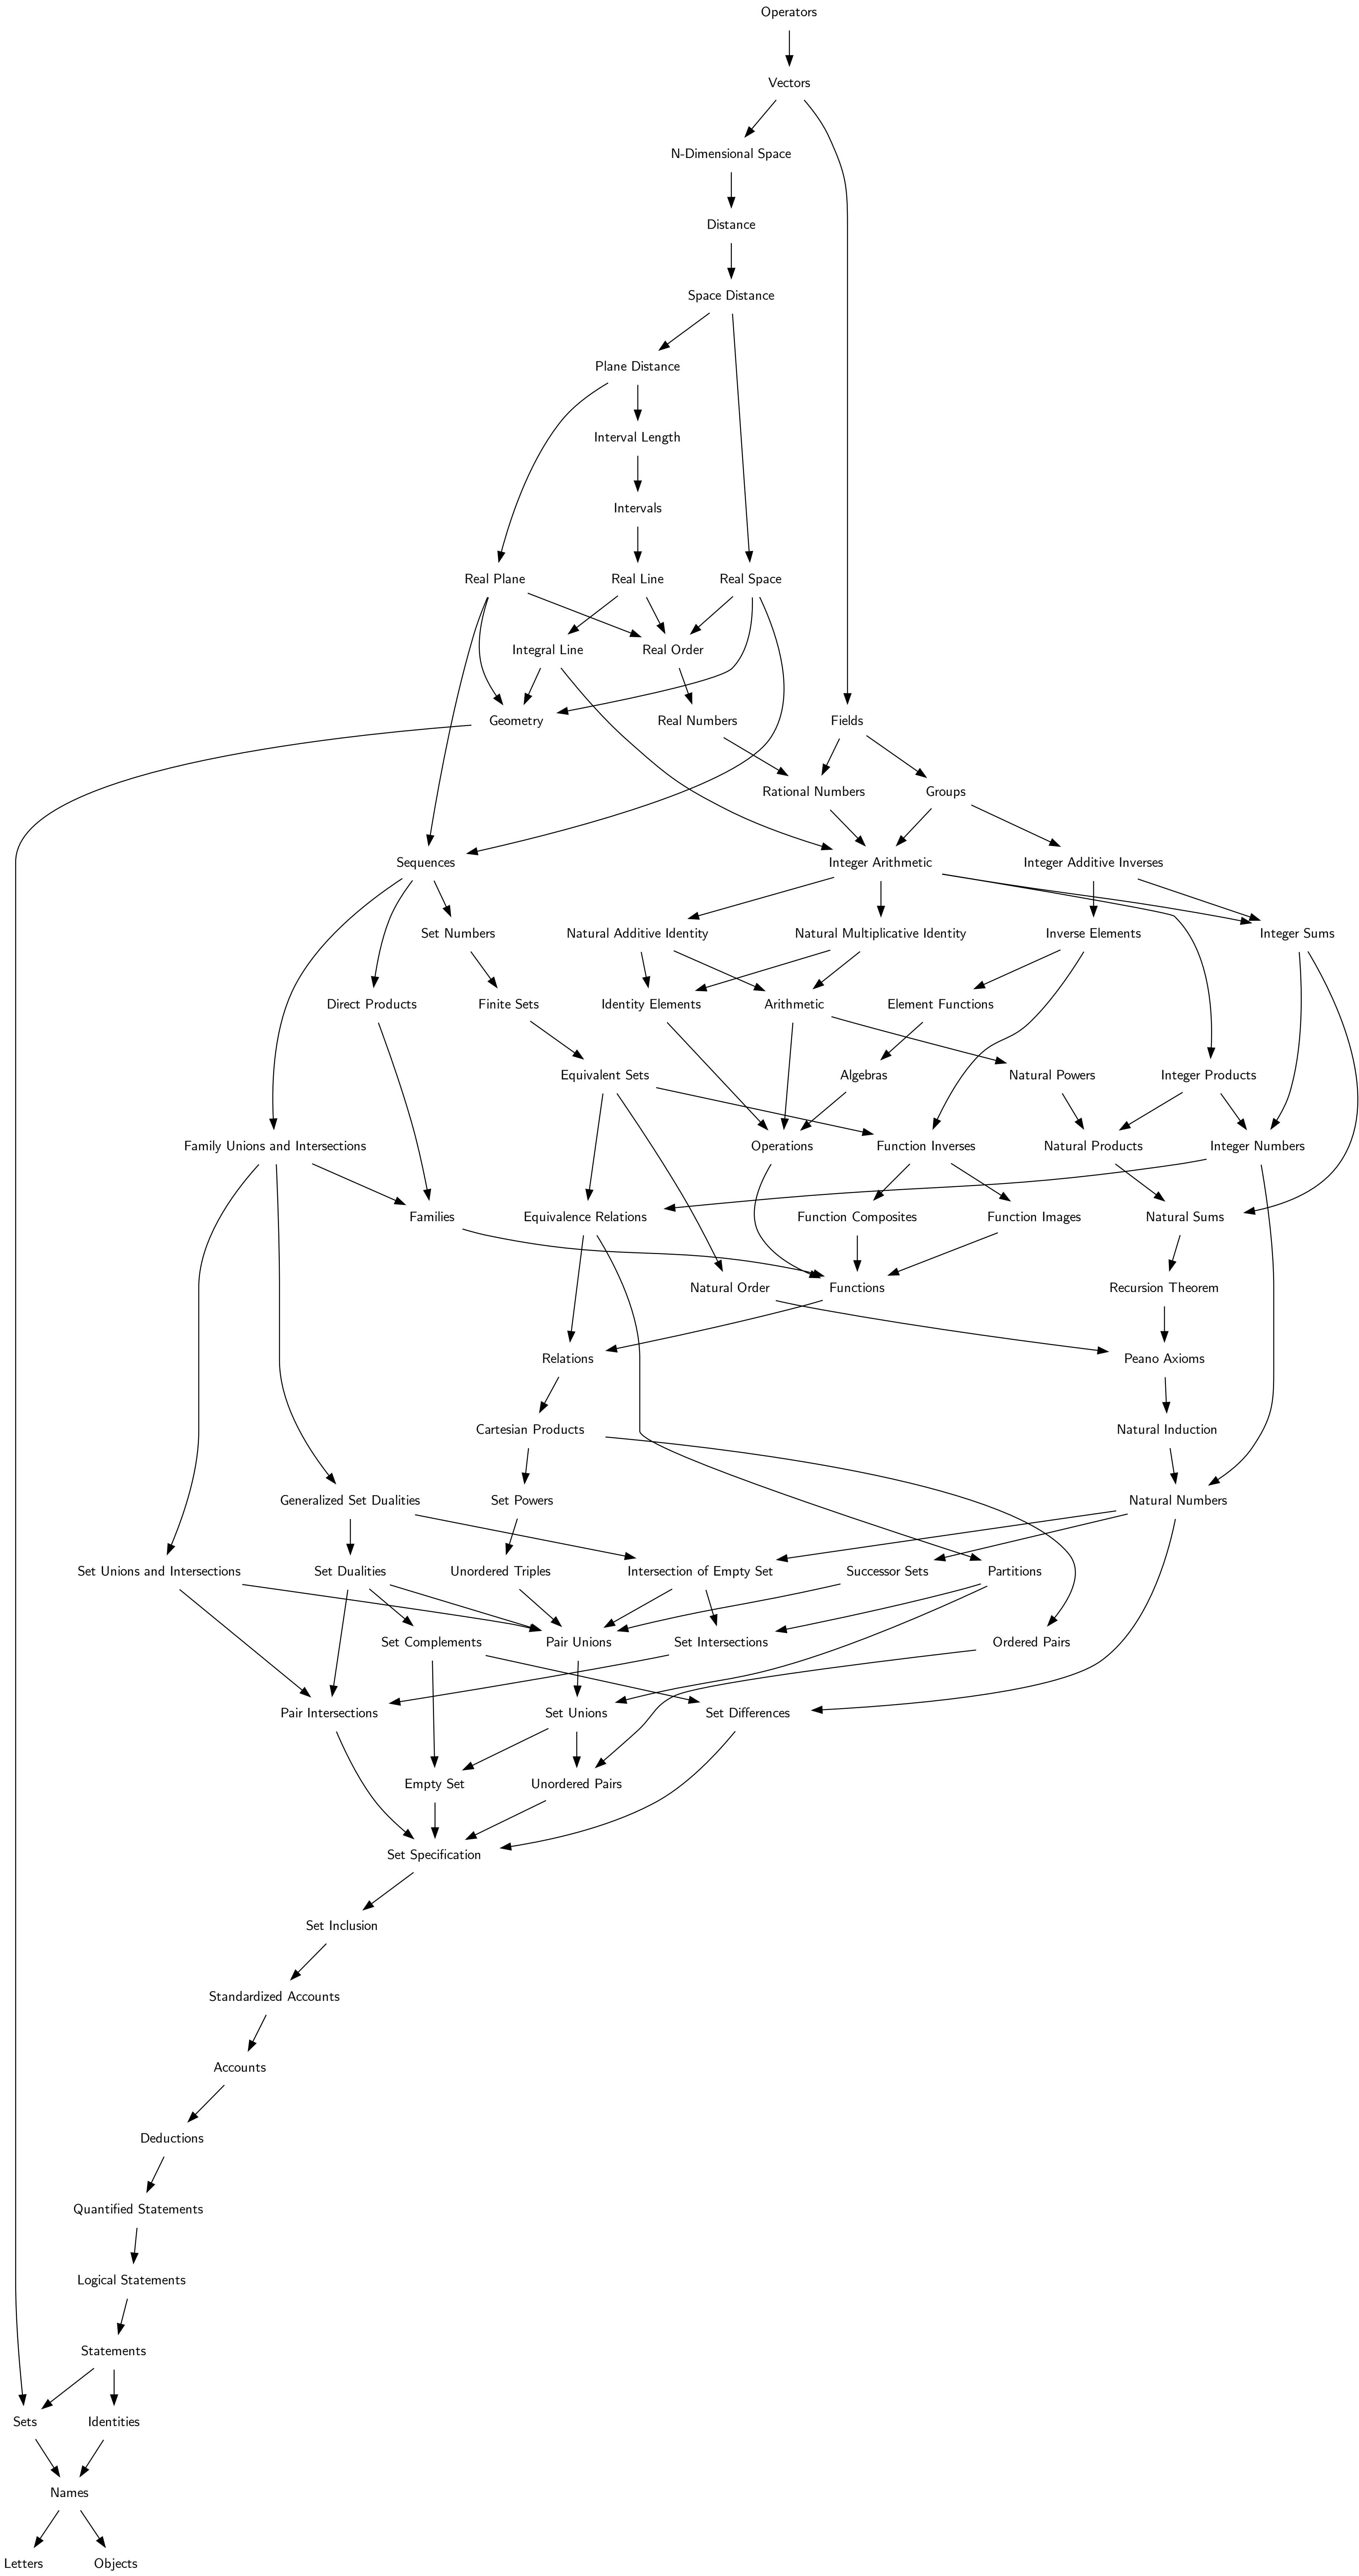 Operators
Vectors
N-Dimensional Space
Distance
Space Distance
Plane Distance
Interval Length
Intervals
Real Plane
Real Line
Real Space
Integral Line
Real Order
Geometry
Real Numbers
Fields
Rational Numbers
Groups
Sequences
Integer Arithmetic
Integer Additive Inverses
Set Numbers
Natural Additive Identity
Natural Multiplicative Identity
Inverse Elements
Integer Sums
Direct Products
Finite Sets
Identity Elements
Arithmetic
Element Functions
Equivalent Sets
Algebras
Natural Powers
Integer Products
Family Unions and Intersections
Operations
Function Inverses
Natural Products
Integer Numbers
Families
Equivalence Relations
Function Composites
Function Images
Natural Sums
Natural Order
Functions
Recursion Theorem
Relations
Peano Axioms
Cartesian Products
Natural Induction
Generalized Set Dualities
Set Powers
Natural Numbers
Set Unions and Intersections
Set Dualities
Unordered Triples
Intersection of Empty Set
Successor Sets
Partitions
Set Complements
Pair Unions
Set Intersections
Ordered Pairs
Pair Intersections
Set Unions
Set Differences
Empty Set
Unordered Pairs
Set Specification
Set Inclusion
Standardized Accounts
Accounts
Deductions
Quantified Statements
Logical Statements
Statements
Sets
Identities
Names
Letters
Objects